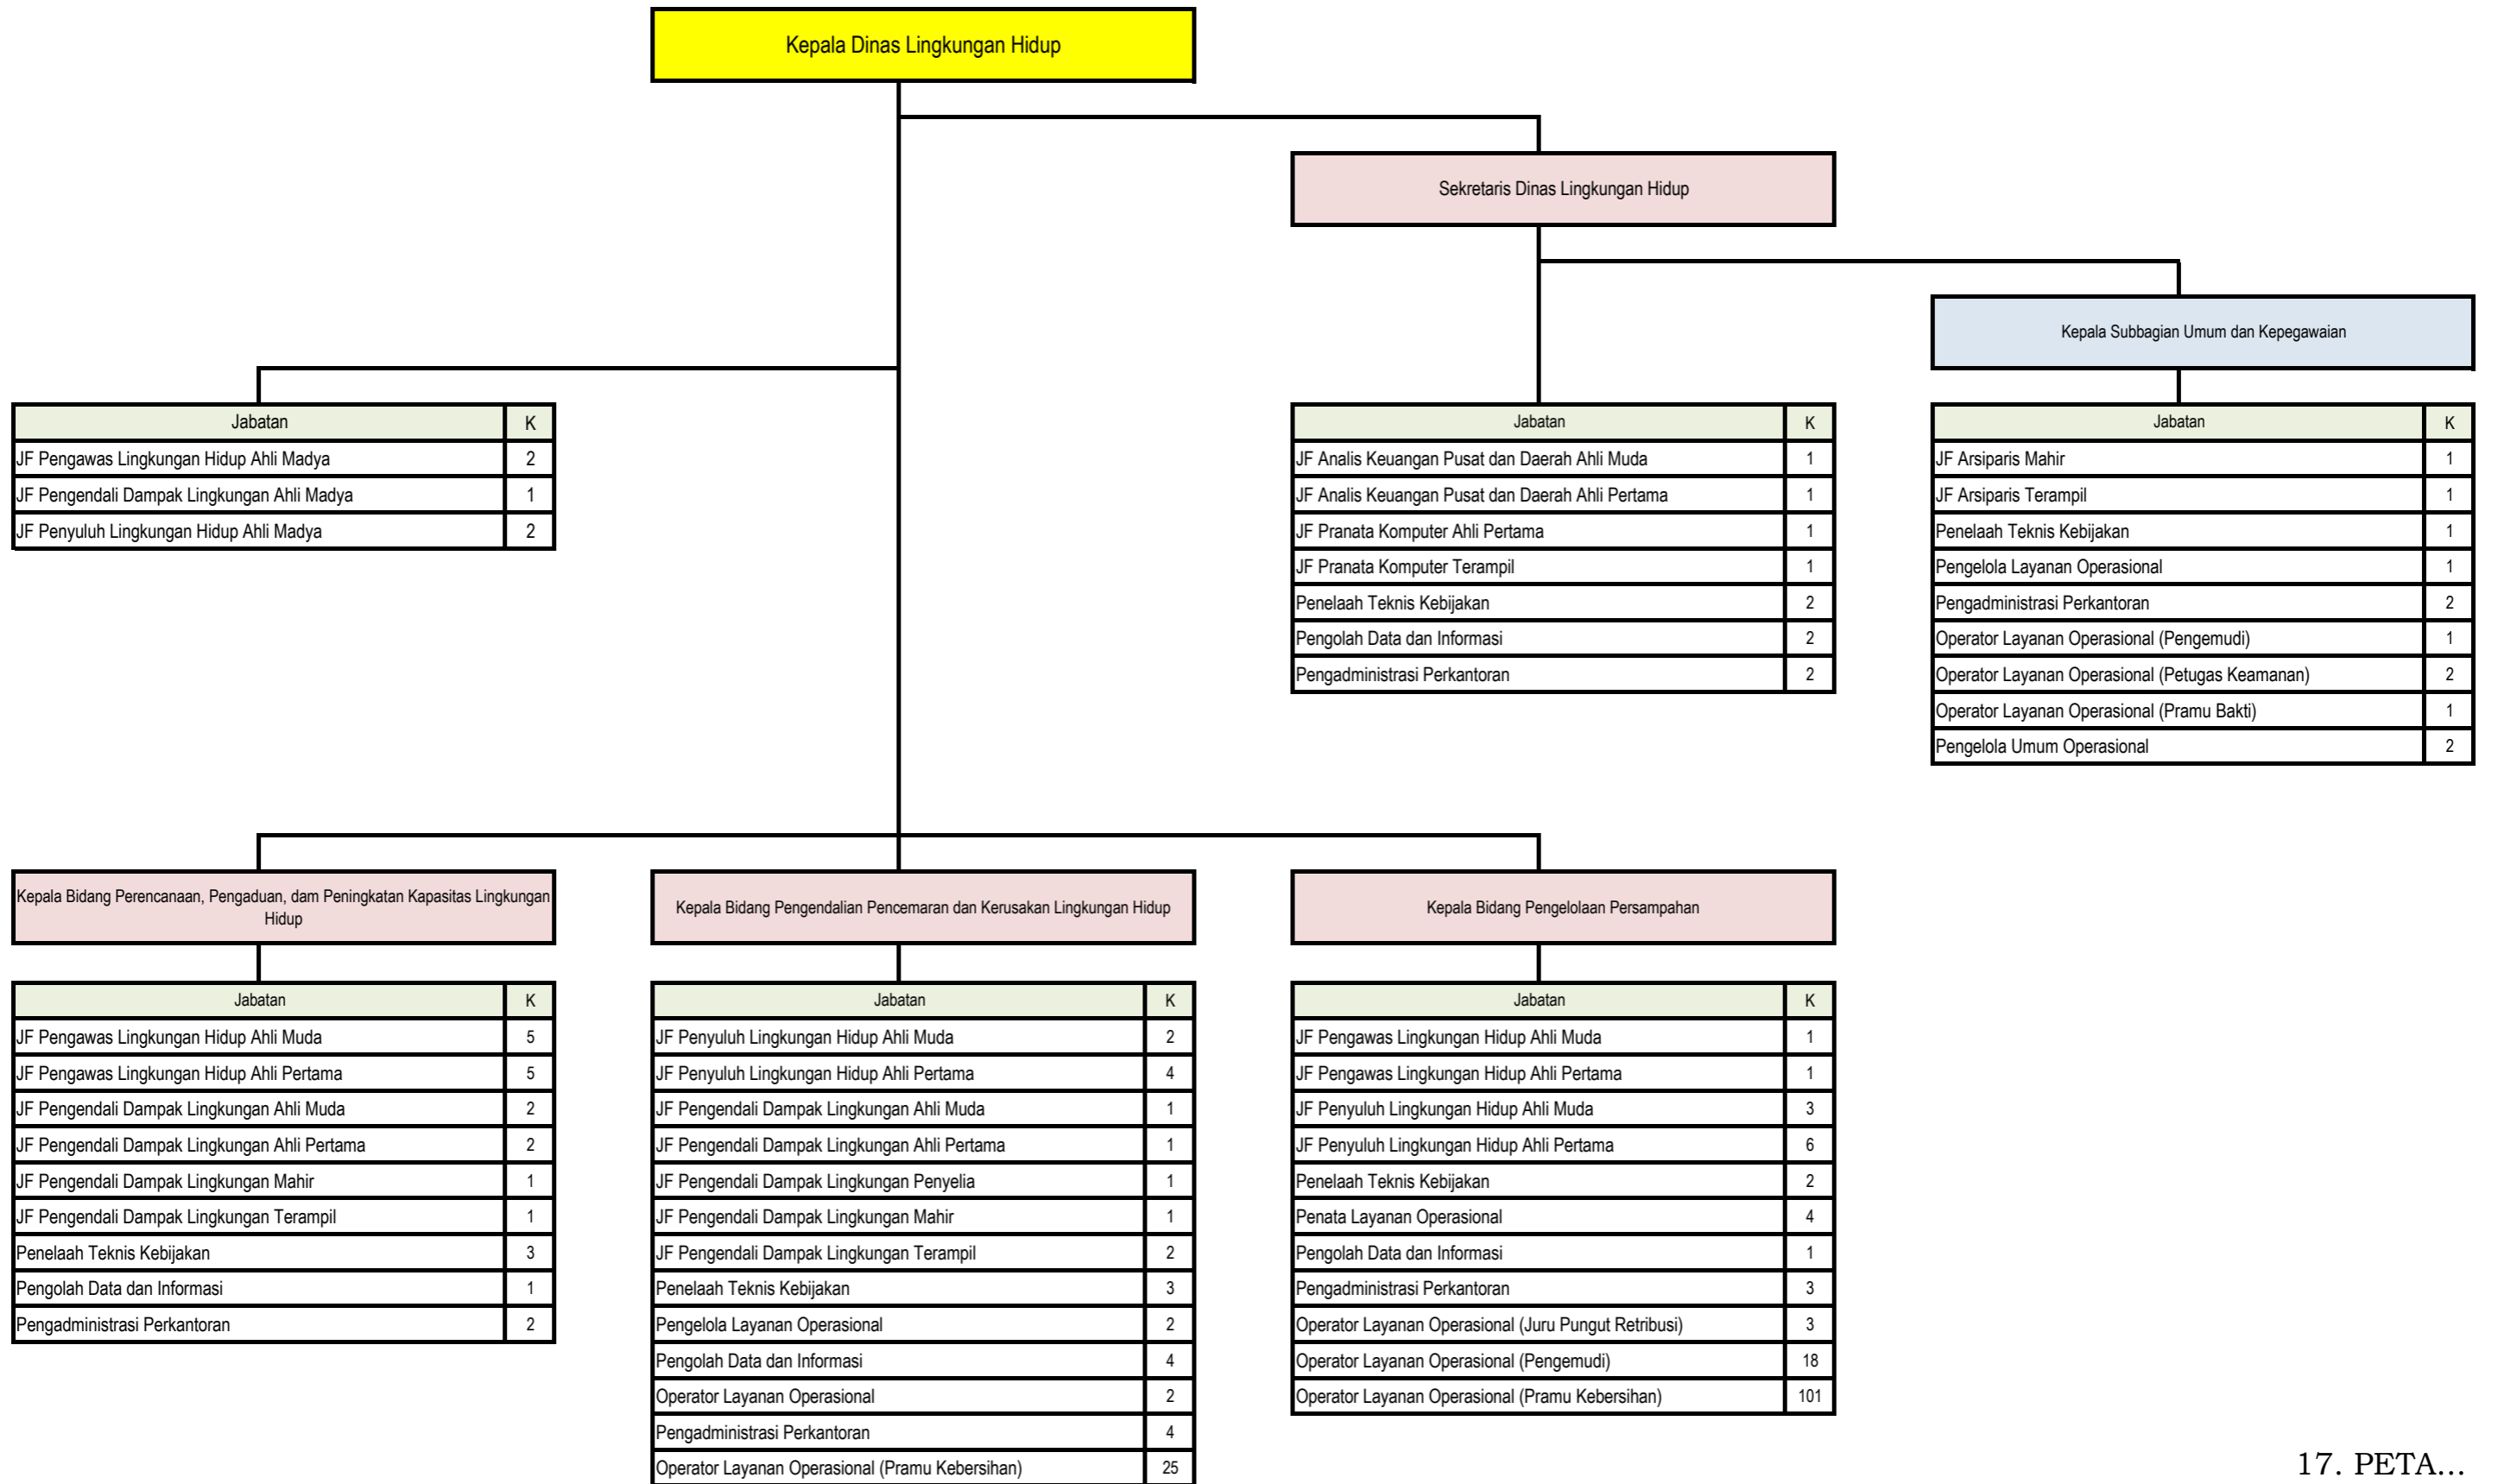 Kepala Dinas Lingkungan Hidup
Sekretaris Dinas Lingkungan Hidup
Kepala Subbagian Umum dan Kepegawaian
Jabatan K
JF Pengawas Lingkungan Hidup Ahli Madya 2
JF Pengendali Dampak Lingkungan Ahli Madya 1
JF Penyuluh Lingkungan Hidup Ahli Madya 2
Jabatan K
JF Analis Keuangan Pusat dan Daerah Ahli Muda 1
JF Analis Keuangan Pusat dan Daerah Ahli Pertama 1
JF Pranata Komputer Ahli Pertama 1
JF Pranata Komputer Terampil 1
Penelaah Teknis Kebijakan 2
Pengolah Data dan Informasi 2
Pengadministrasi Perkantoran 2
Jabatan K
JF Arsiparis Mahir 1
JF Arsiparis Terampil 1
Penelaah Teknis Kebijakan 1
Pengelola Layanan Operasional 1
Pengadministrasi Perkantoran 2
Operator Layanan Operasional (Pengemudi) 1
Operator Layanan Operasional (Petugas Keamanan) 2
Operator Layanan Operasional (Pramu Bakti) 1
Pengelola Umum Operasional 2
Kepala Bidang Perencanaan, Pengaduan, dam Peningkatan Kapasitas Lingkungan
Hidup
Jabatan K
JF Pengawas Lingkungan Hidup Ahli Muda 5
JF Pengawas Lingkungan Hidup Ahli Pertama 5
JF Pengendali Dampak Lingkungan Ahli Muda 2
JF Pengendali Dampak Lingkungan Ahli Pertama 2
JF Pengendali Dampak Lingkungan Mahir 1
JF Pengendali Dampak Lingkungan Terampil 1
Penelaah Teknis Kebijakan 3
Pengolah Data dan Informasi 1
Pengadministrasi Perkantoran 2
Kepala Bidang Pengendalian Pencemaran dan Kerusakan Lingkungan Hidup
Jabatan K
JF Penyuluh Lingkungan Hidup Ahli Muda 2
JF Penyuluh Lingkungan Hidup Ahli Pertama 4
JF Pengendali Dampak Lingkungan Ahli Muda 1
JF Pengendali Dampak Lingkungan Ahli Pertama 1
JF Pengendali Dampak Lingkungan Penyelia 1
JF Pengendali Dampak Lingkungan Mahir 1
JF Pengendali Dampak Lingkungan Terampil 2
Penelaah Teknis Kebijakan 3
Pengelola Layanan Operasional 2
Pengolah Data dan Informasi 4
Operator Layanan Operasional 2
Pengadministrasi Perkantoran 4
Operator Layanan Operasional (Pramu Kebersihan) 25
Kepala Bidang Pengelolaan Persampahan
Jabatan K
JF Pengawas Lingkungan Hidup Ahli Muda 1
JF Pengawas Lingkungan Hidup Ahli Pertama 1
JF Penyuluh Lingkungan Hidup Ahli Muda 3
JF Penyuluh Lingkungan Hidup Ahli Pertama 6
Penelaah Teknis Kebijakan 2
Penata Layanan Operasional 4
Pengolah Data dan Informasi 1
Pengadministrasi Perkantoran 3
Operator Layanan Operasional (Juru Pungut Retribusi) 3
Operator Layanan Operasional (Pengemudi) 18
Operator Layanan Operasional (Pramu Kebersihan) 101
17. PETA...